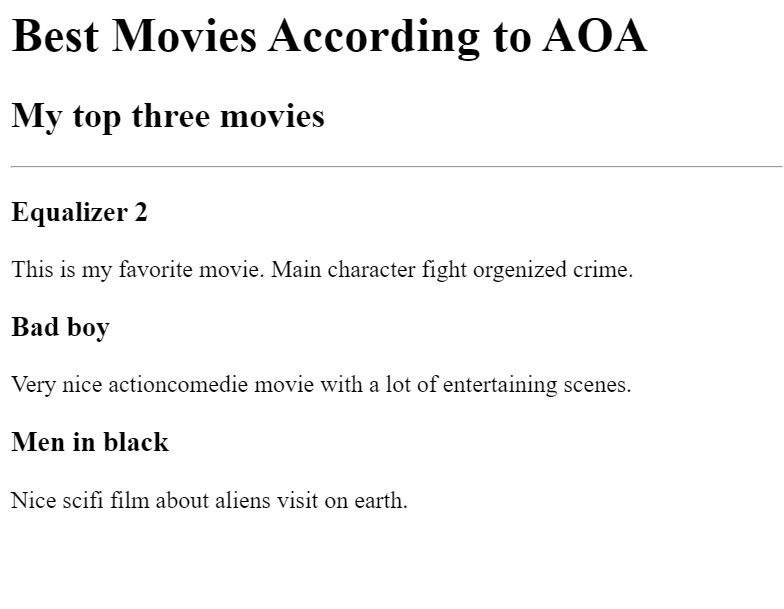 Best Movies According to AOA
My top three movies
Equalizer 2
This is my favorite movie. Main character fight orgenized crime.
Bad boy
Very nice actioncomedie movie with a lot of entertaining scenes.
Men in black
Nice scifi film about aliens visit on earth.